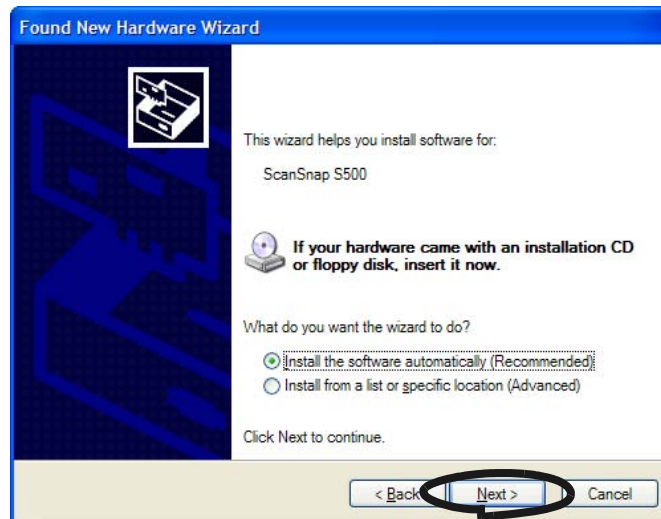 Found New Hardware Wizard
This wizard helps you install software for:
ScanSnap S500
If your hardware came with an installation CD
or floppy disk, insert it now.
What do you want the wizard to do?
Install the software automatically (Recommended)
Install from a list or specific location (Advanced)
Click Next to continue.
< Back Next > Cancel